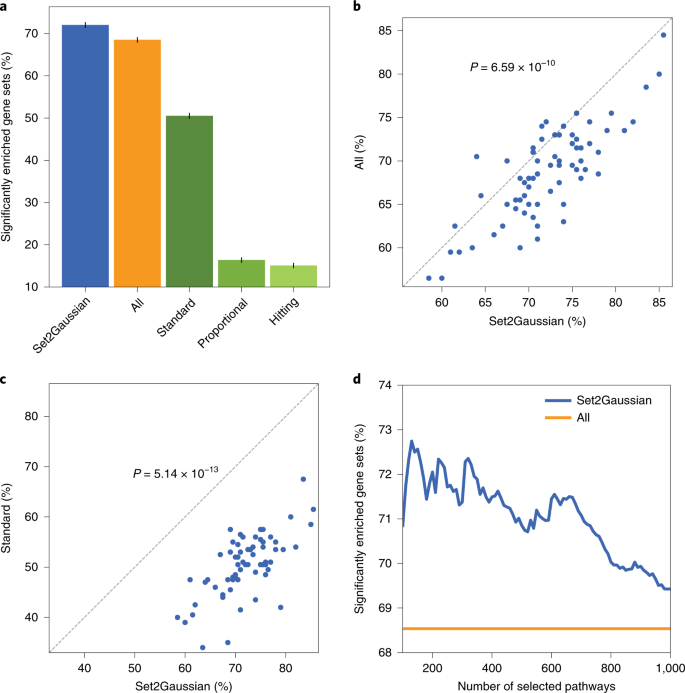 a
Significantly enriched gene sets (%)
70
60
50
40
30
20
10
Set2Gaussian
All
Standard
Proportional
Hitting
b
All (%)
85
80
75
70
65
60
P = 6.59 × 10⁻¹⁰
60 65 70 75 80 85
Set2Gaussian (%)
c
Standard (%)
80
70
60
50
40
P = 5.14 × 10⁻¹³
40 50 60 70 80
Set2Gaussian (%)
d
Significantly enriched gene sets (%)
74
73
72
71
70
69
68
Set2Gaussian
All
200 400 600 800 1,000
Number of selected pathways